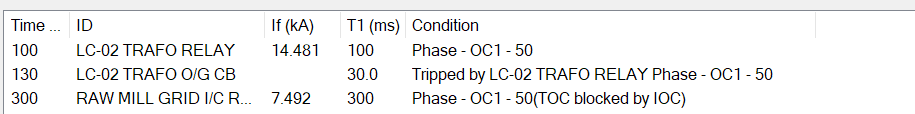 Time ... ID If (kA) T1 (ms) Condition
100 LC-02 TRAFO RELAY 14.481 100 Phase - OC1 - 50
130 LC-02 TRAFO O/G CB 30.0 Tripped by LC-02 TRAFO RELAY Phase - OC1 - 50
300 RAW MILL GRID I/C R... 7.492 300 Phase - OC1 - 50(TOC blocked by IOC)